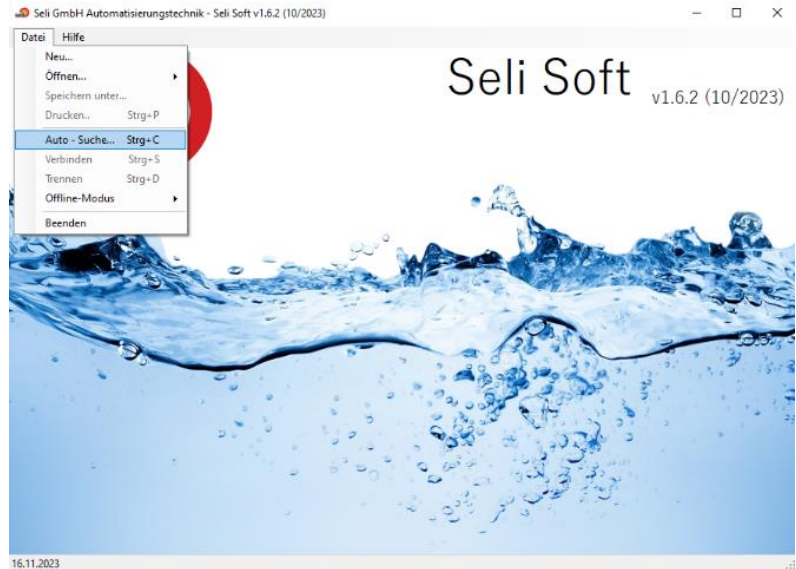 Seli GmbH Automatisierungstechnik - Seli Soft v1.6.2 (10/2023)
Datei Hilfe
Neu...
Öffnen...
Speichern unter...
Drucken.. Strg+P
Auto - Suche... Strg+C
Verbinden Strg+S
Trennen Strg+D
Offline-Modus
Beenden
Seli Soft v1.6.2 (10/2023)
16.11.2023